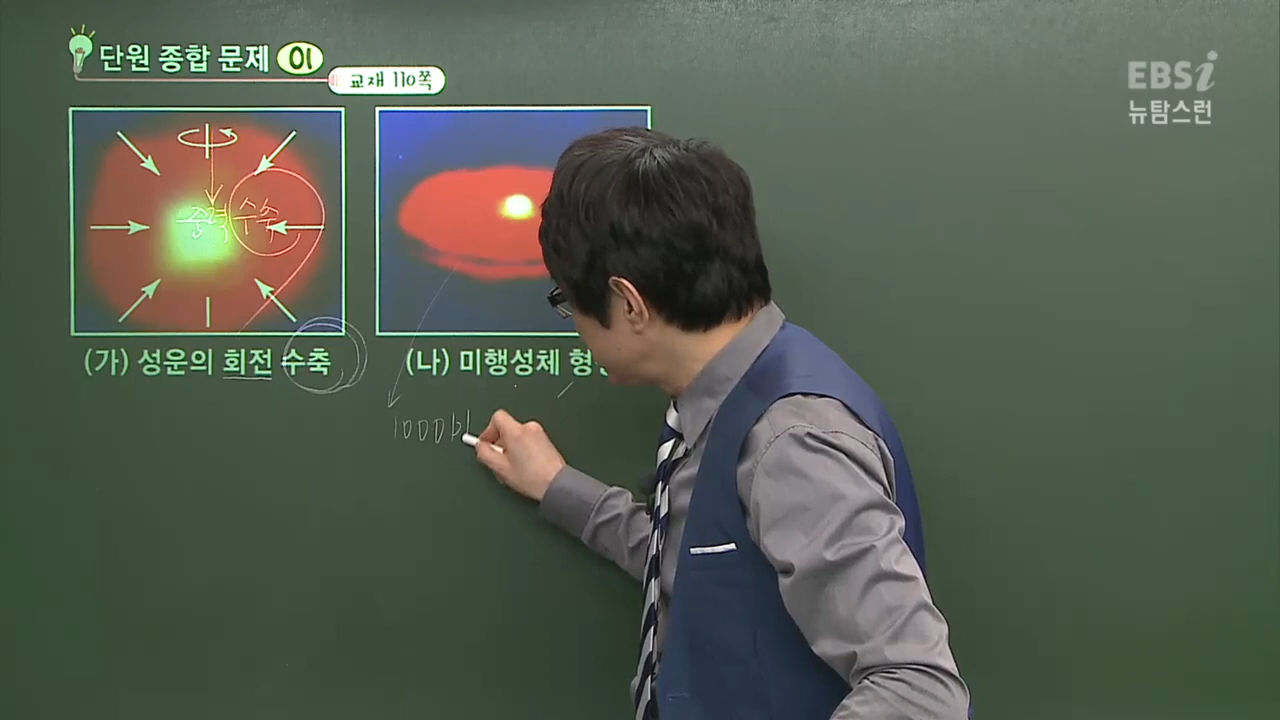 단원 종합 문제 01
교재 110쪽
EBSi
뉴탐스런
중력 수축
(가) 성운의 회전 수축
(나) 미행성체
1000비